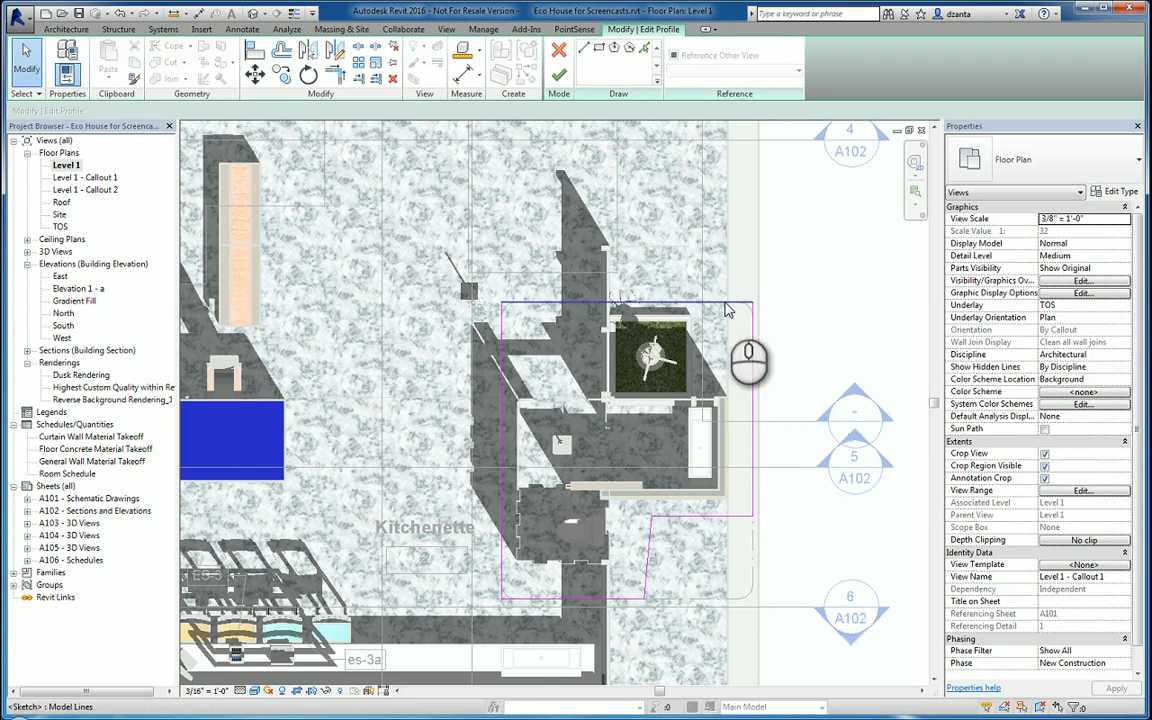 Autodesk Revit 2016 - Not For Resale Version - Eco House for Screencasts.rvt - Floor Plan: Level 1
Type a keyword or phrase
dzanta
Architecture Structure Systems Insert Annotate Analyze Massing & Site Collaborate View Manage Add-Ins PointSense Modify | Edit Profile
Modify
Paste
Cope
Cut
Join
Reference Other View
Select Properties Clipboard Geometry Modify View Measure Create Mode Draw Reference
Modify | Edit Profile
Project Browser - Eco House for Screenca...
Views (all)
Floor Plans
Level 1
Level 1 - Callout 1
Level 1 - Callout 2
Roof
Site
TOS
Ceiling Plans
3D Views
Elevations (Building Elevation)
East
Elevation 1 - a
Gradient Fill
North
South
West
Sections (Building Section)
Renderings
Dusk Rendering
Highest Custom Quality within Re
Reverse Background Rendering_1
Legends
Schedules/Quantities
Curtain Wall Material Takeoff
Floor Concrete Material Takeoff
General Wall Material Takeoff
Room Schedule
Sheets (all)
A101 - Schematic Drawings
A102 - Sections and Elevations
A103 - 3D Views
A104 - 3D Views
A105 - 3D Views
A106 - Schedules
Families
Groups
Revit Links
4
A102
-
5
A102
6
A102
Kitchenette
ES-3
es-3a
Properties
Floor Plan
Views
Edit Type
Graphics
View Scale 3/8" = 1'-0"
Scale Value 1: 32
Display Model Normal
Detail Level Medium
Parts Visibility Show Original
Visibility/Graphics Ov... Edit...
Graphic Display Options Edit...
Underlay TOS
Underlay Orientation Plan
Orientation By Callout
Wall Join Display Clean all wall joins
Discipline Architectural
Show Hidden Lines By Discipline
Color Scheme Location Background
Color Scheme <none>
System Color Schemes Edit...
Default Analysis Displ... None
Sun Path
Extents
Crop View
Crop Region Visible
Annotation Crop
View Range Edit...
Associated Level Level 1
Parent View Level 1
Scope Box None
Depth Clipping No clip
Identity Data
View Template <None>
View Name Level 1 - Callout 1
Dependency Independent
Title on Sheet
Referencing Sheet A101
Referencing Detail 1
Phasing
Phase Filter Show All
Phase New Construction
Properties help
Apply
3/16" = 1'-0"
<Sketch> : Model Lines
:0
Main Model
:0